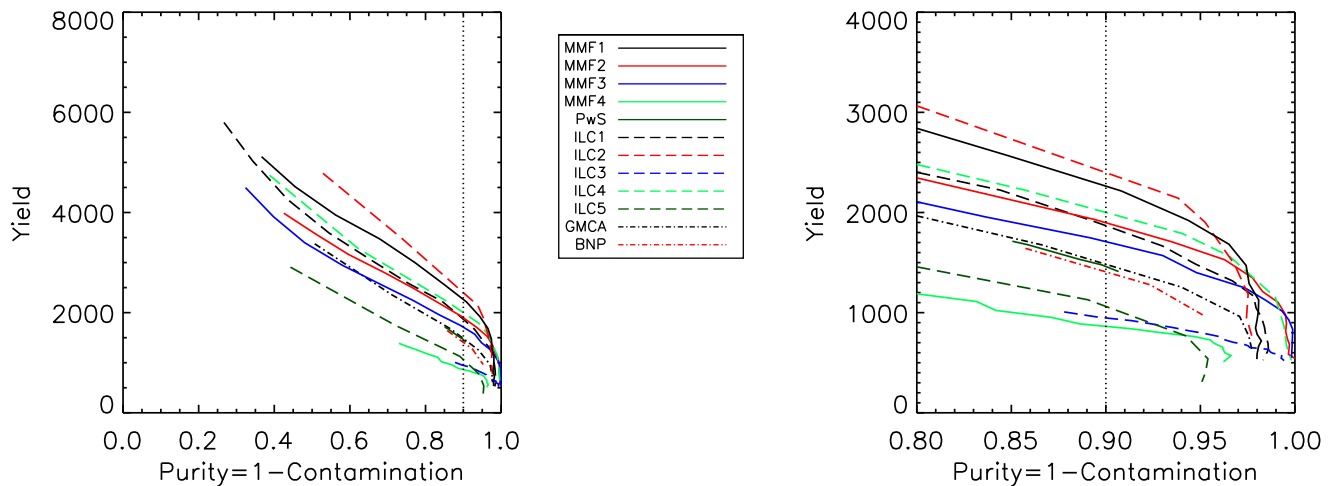 8000
6000
4000
2000
0
Yield
0.0 0.2 0.4 0.6 0.8 1.0
Purity=1−Contamination
MMF1
MMF2
MMF3
MMF4
PwS
ILC1
ILC2
ILC3
ILC4
ILC5
GMCA
BNP
4000
3000
2000
1000
0
Yield
0.80 0.85 0.90 0.95 1.00
Purity=1−Contamination